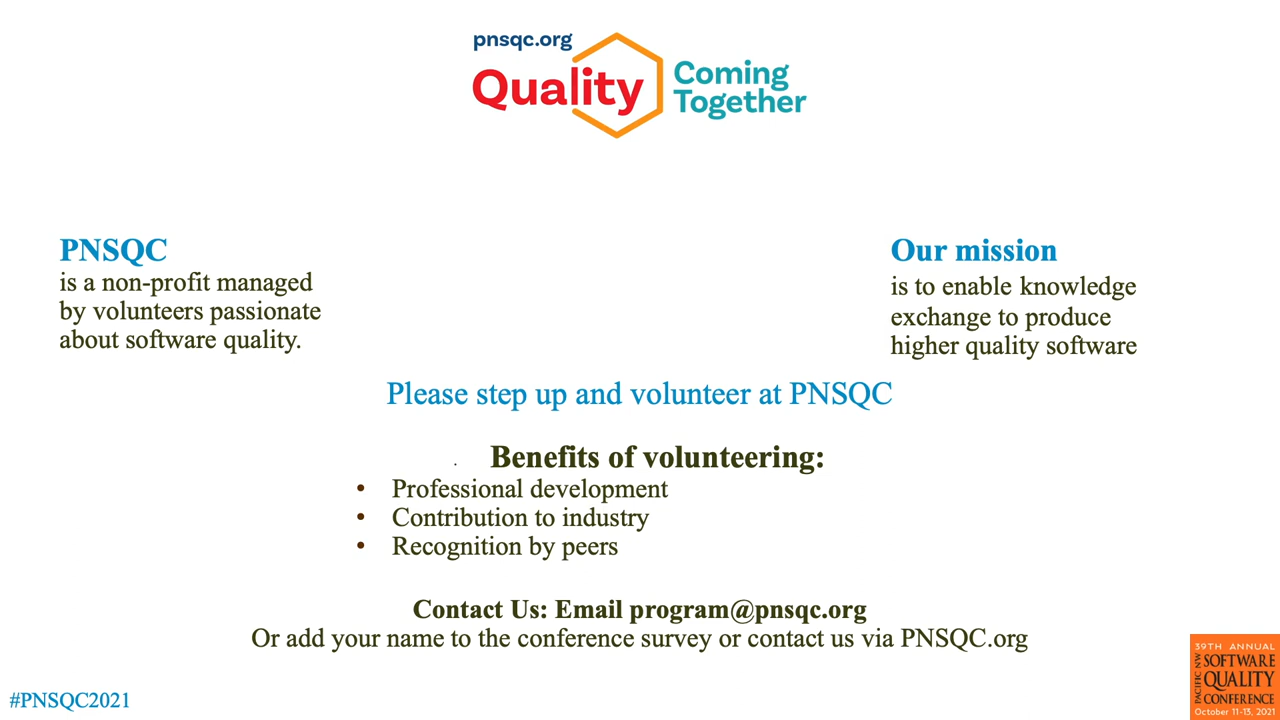 pnsqc.org
Quality
Coming
Together
PNSQC
is a non-profit managed
by volunteers passionate
about software quality.
Our mission
is to enable knowledge
exchange to produce
higher quality software
Please step up and volunteer at PNSQC
. Benefits of volunteering:
• Professional development
• Contribution to industry
• Recognition by peers
Contact Us: Email program@pnsqc.org
Or add your name to the conference survey or contact us via PNSQC.org
#PNSQC2021
39TH ANNUAL
PACIFIC NW
SOFTWARE
QUALITY
CONFERENCE
October 11-13, 2021